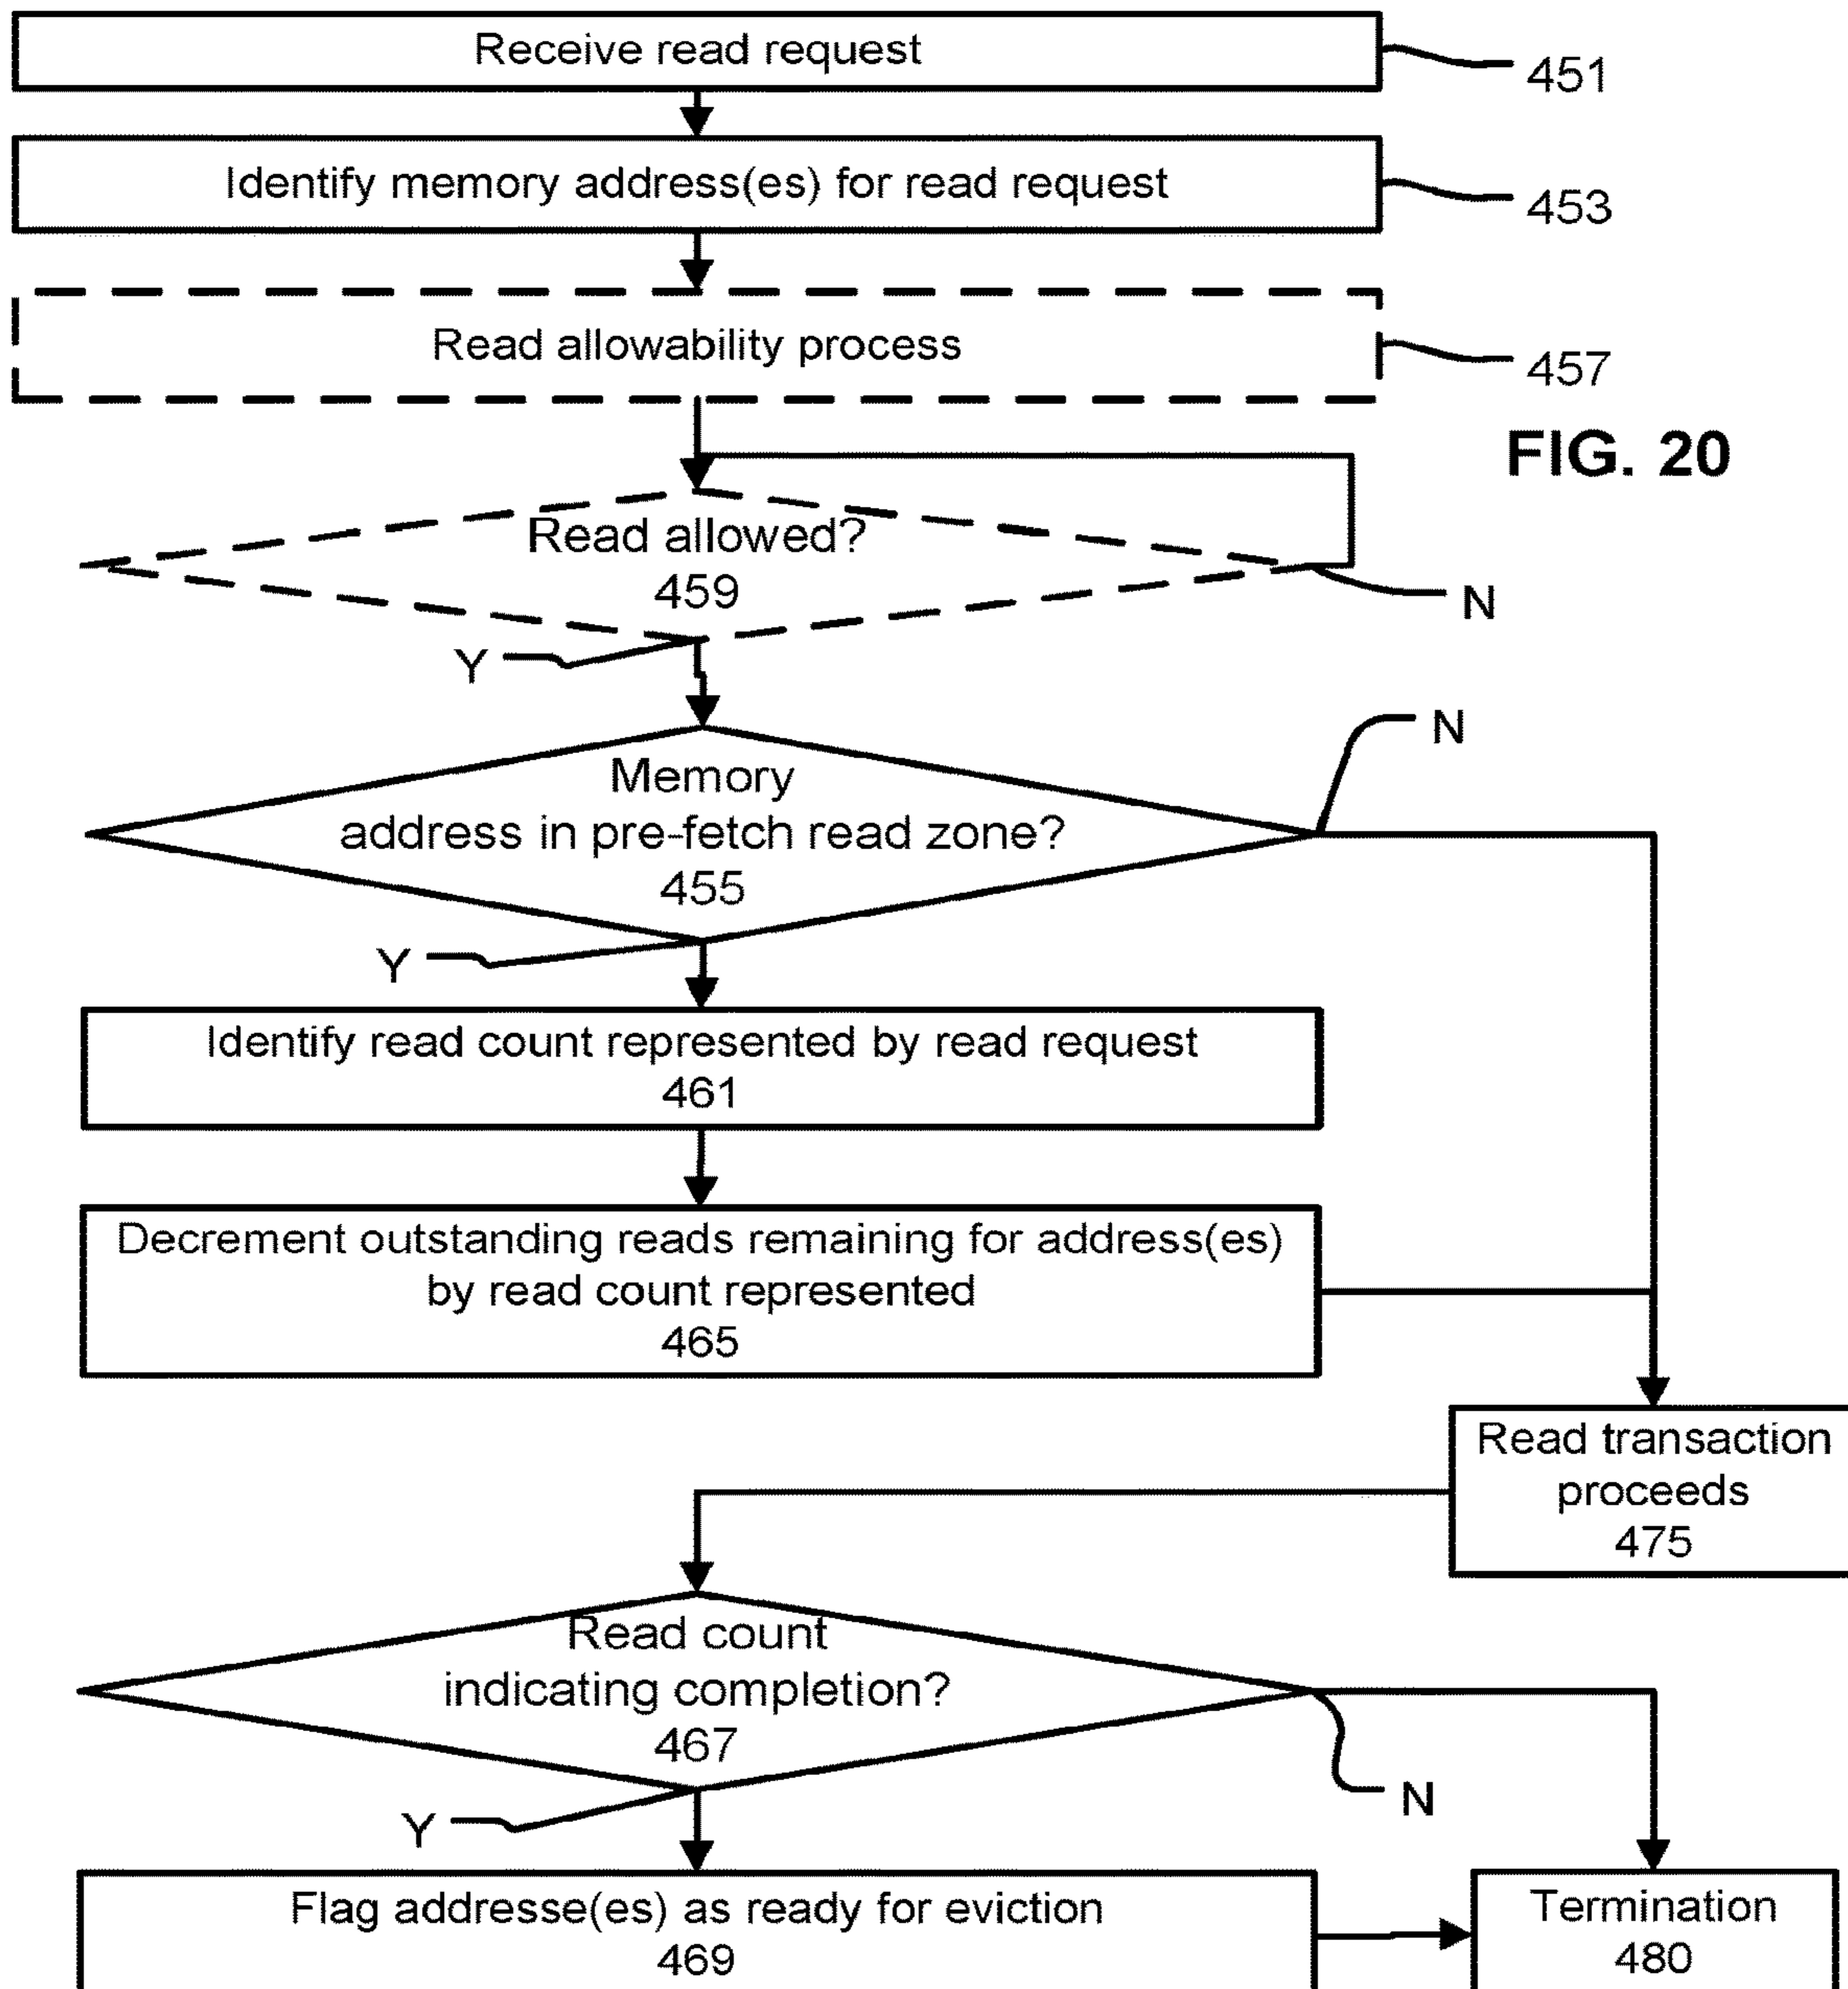 Receive read request
451
Identify memory address(es) for read request
453
Read allowability process
457
FIG. 20
Read allowed?
459
N
Y
N
Memory
address in pre-fetch read zone?
455
Y
Identify read count represented by read request
461
Decrement outstanding reads remaining for address(es)
by read count represented
465
Read transaction
proceeds
475
Read count
indicating completion?
467
N
Y
Flag addresse(es) as ready for eviction
469
Termination
480